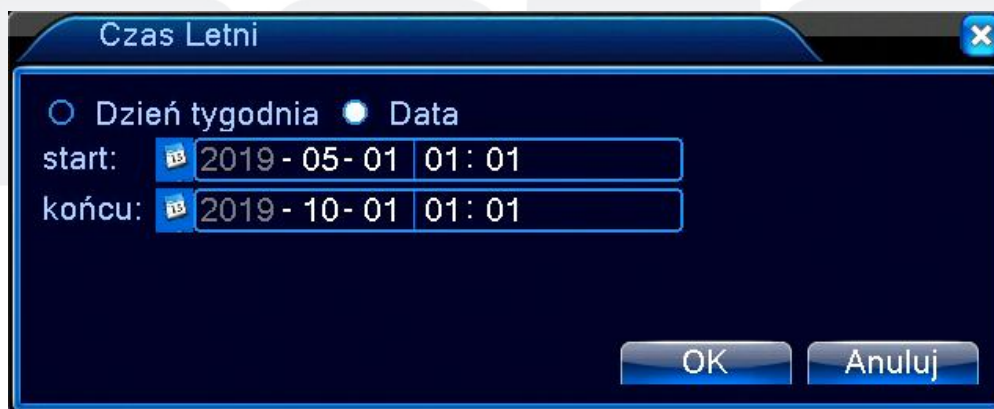 Czas Letni
Dzień tygodnia Data
start: 2019 - 05 - 01 01 : 01
końcu: 2019 - 10 - 01 01 : 01
OK Anuluj